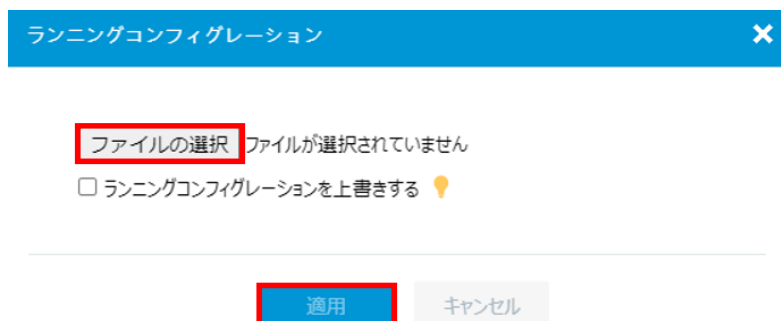 ランニングコンフィグレーション
ファイルの選択 ファイルが選択されていません
ランニングコンフィグレーションを上書きする
適用 キャンセル